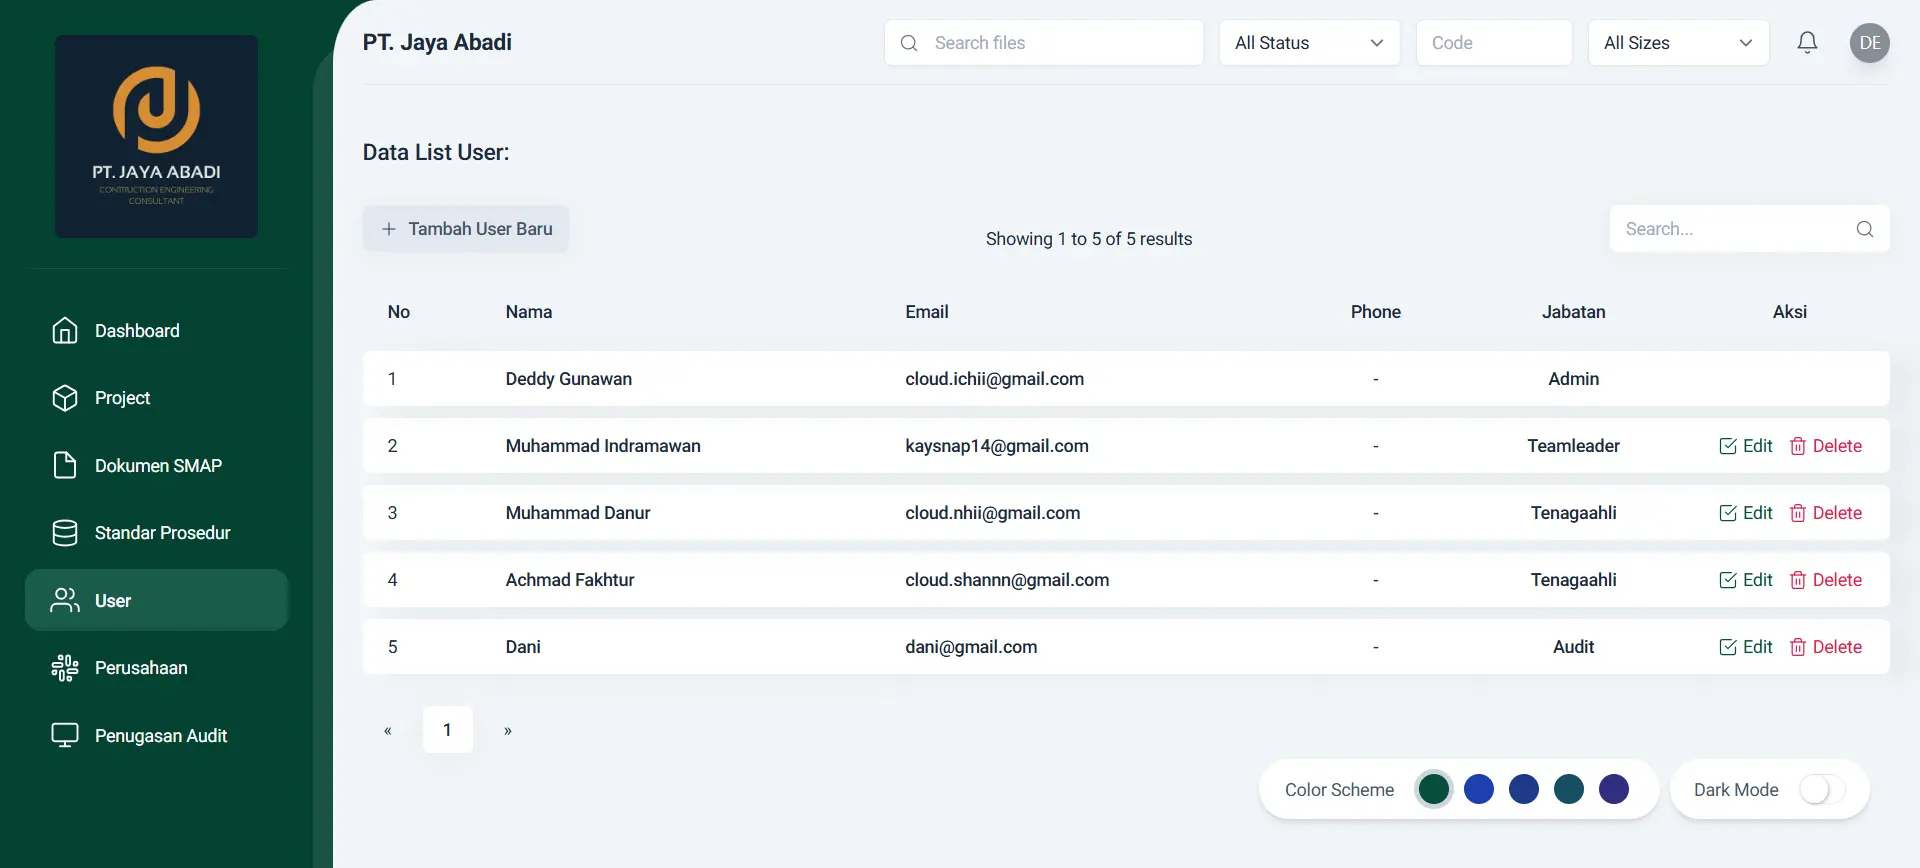 PT. JAYA ABADI
CONTRUCTION ENGINEERING
CONSULTANT
Dashboard
Project
Dokumen SMAP
Standar Prosedur
User
Perusahaan
Penugasan Audit
PT. Jaya Abadi
Search files
All Status
Code
All Sizes
DE
Data List User:
+ Tambah User Baru
Showing 1 to 5 of 5 results
Search...
No Nama Email Phone Jabatan Aksi
1 Deddy Gunawan cloud.ichii@gmail.com - Admin
2 Muhammad Indramawan kaysnap14@gmail.com - Teamleader Edit Delete
3 Muhammad Danur cloud.nhii@gmail.com - Tenagaahli Edit Delete
4 Achmad Fakhtur cloud.shannn@gmail.com - Tenagaahli Edit Delete
5 Dani dani@gmail.com - Audit Edit Delete
« 1 »
Color Scheme
Dark Mode